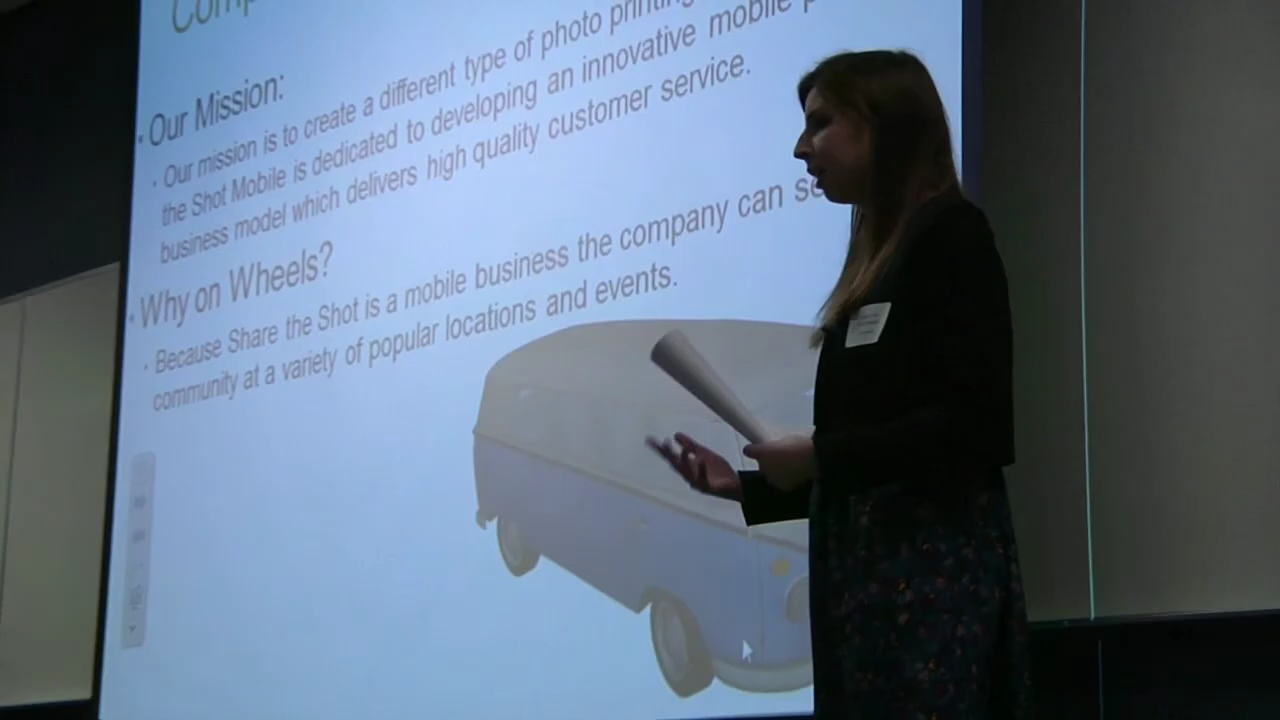 Our Mission:
Our mission is to create a different type of photo printing
the Shot Mobile is dedicated to developing an innovative mobile
business model which delivers high quality customer service.
Why on Wheels?
Because Share the Shot is a mobile business the company can
community at a variety of popular locations and events.